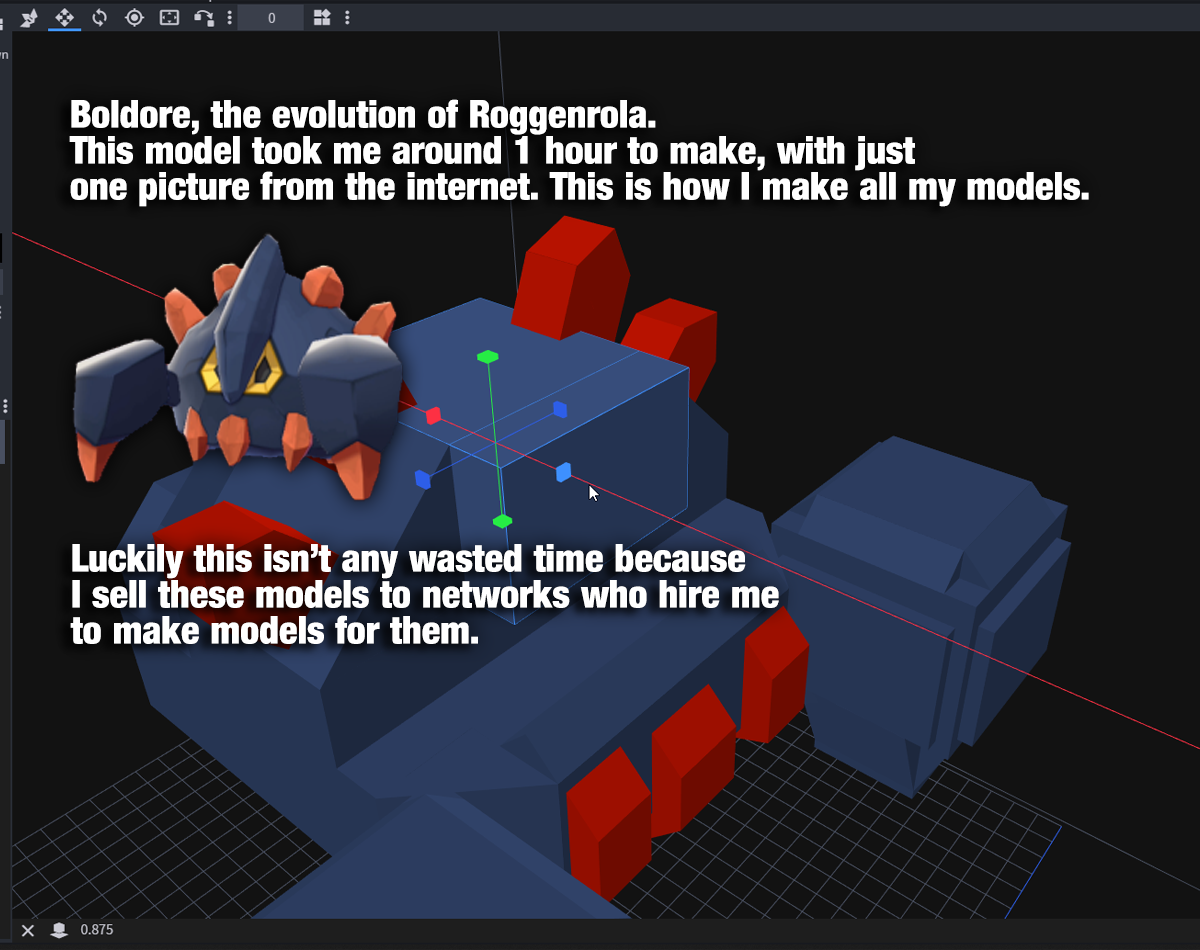 0
Boldore, the evolution of Roggenrola.
This model took me around 1 hour to make, with just
one picture from the internet. This is how I make all my models.
Luckily this isn't any wasted time because
I sell these models to networks who hire me
to make models for them.
0.875